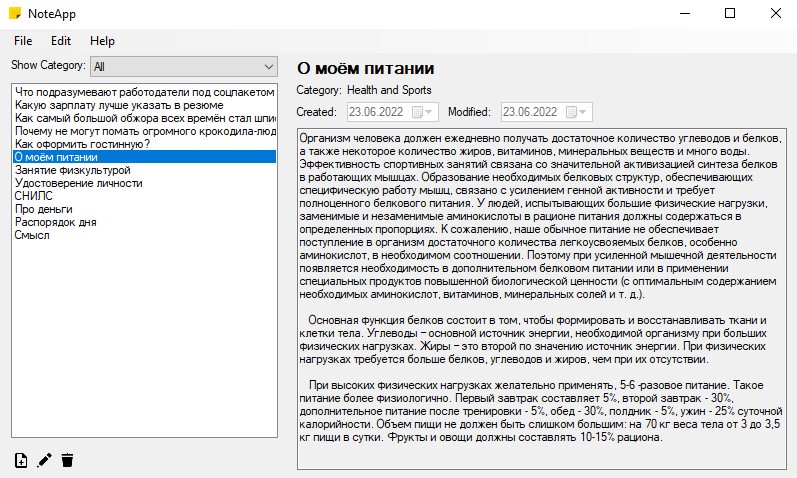 NoteApp
File Edit Help
Show Category: All
Что подразумевают работодатели под соцпакетом
Какую зарплату лучше указать в резюме
Как самый большой обжора всех времён стал шпи
Почему не могут помать огромного крокодила-люд
Как оформить гостинную?
О моём питании
Занятие физкультурой
Удостоверение личности
СНИЛС
Про деньги
Распорядок дня
Смысл
О моём питании
Category: Health and Sports
Created: 23.06.2022 Modified: 23.06.2022
Организм человека должен ежедневно получать достаточное количество углеводов и белков,
а также некоторое количество жиров, витаминов, минеральных веществ и много воды.
Эффективность спортивных занятий связана со значительной активизацией синтеза белков
в работающих мышцах. Образование необходимых белковых структур, обеспечивающих
специфическую работу мышц, связано с усилением генной активности и требует
полноценного белкового питания. У людей, испытывающих большие физические нагрузки,
заменимые и незаменимые аминокислоты в рационе питания должны содержаться в
определенных пропорциях. К сожалению, наше обычное питание не обеспечивает
поступление в организм достаточного количества легкоусвояемых белков, особенно
аминокислот, в необходимом соотношении. Поэтому при усиленной мышечной деятельности
появляется необходимость в дополнительном белковом питании или в применении
специальных продуктов повышенной биологической ценности (с оптимальным содержанием
необходимых аминокислот, витаминов, минеральных солей и т. д.).
Основная функция белков состоит в том, чтобы формировать и восстанавливать ткани и
клетки тела. Углеводы – основной источник энергии, необходимой организму при больших
физических нагрузках. Жиры – это второй по значению источник энергии. При физических
нагрузках требуется больше белков, углеводов и жиров, чем при их отсутствии.
При высоких физических нагрузках желательно применять, 5-6 -разовое питание. Такое
питание более физиологично. Первый завтрак составляет 5%, второй завтрак - 30%,
дополнительное питание после тренировки - 5%, обед - 30%, полдник - 5%, ужин - 25% суточной
калорийности. Объем пищи не должен быть слишком большим: на 70 кг веса тела от 3 до 3,5
кг пищи в сутки. Фрукты и овощи должны составлять 10-15% рациона.